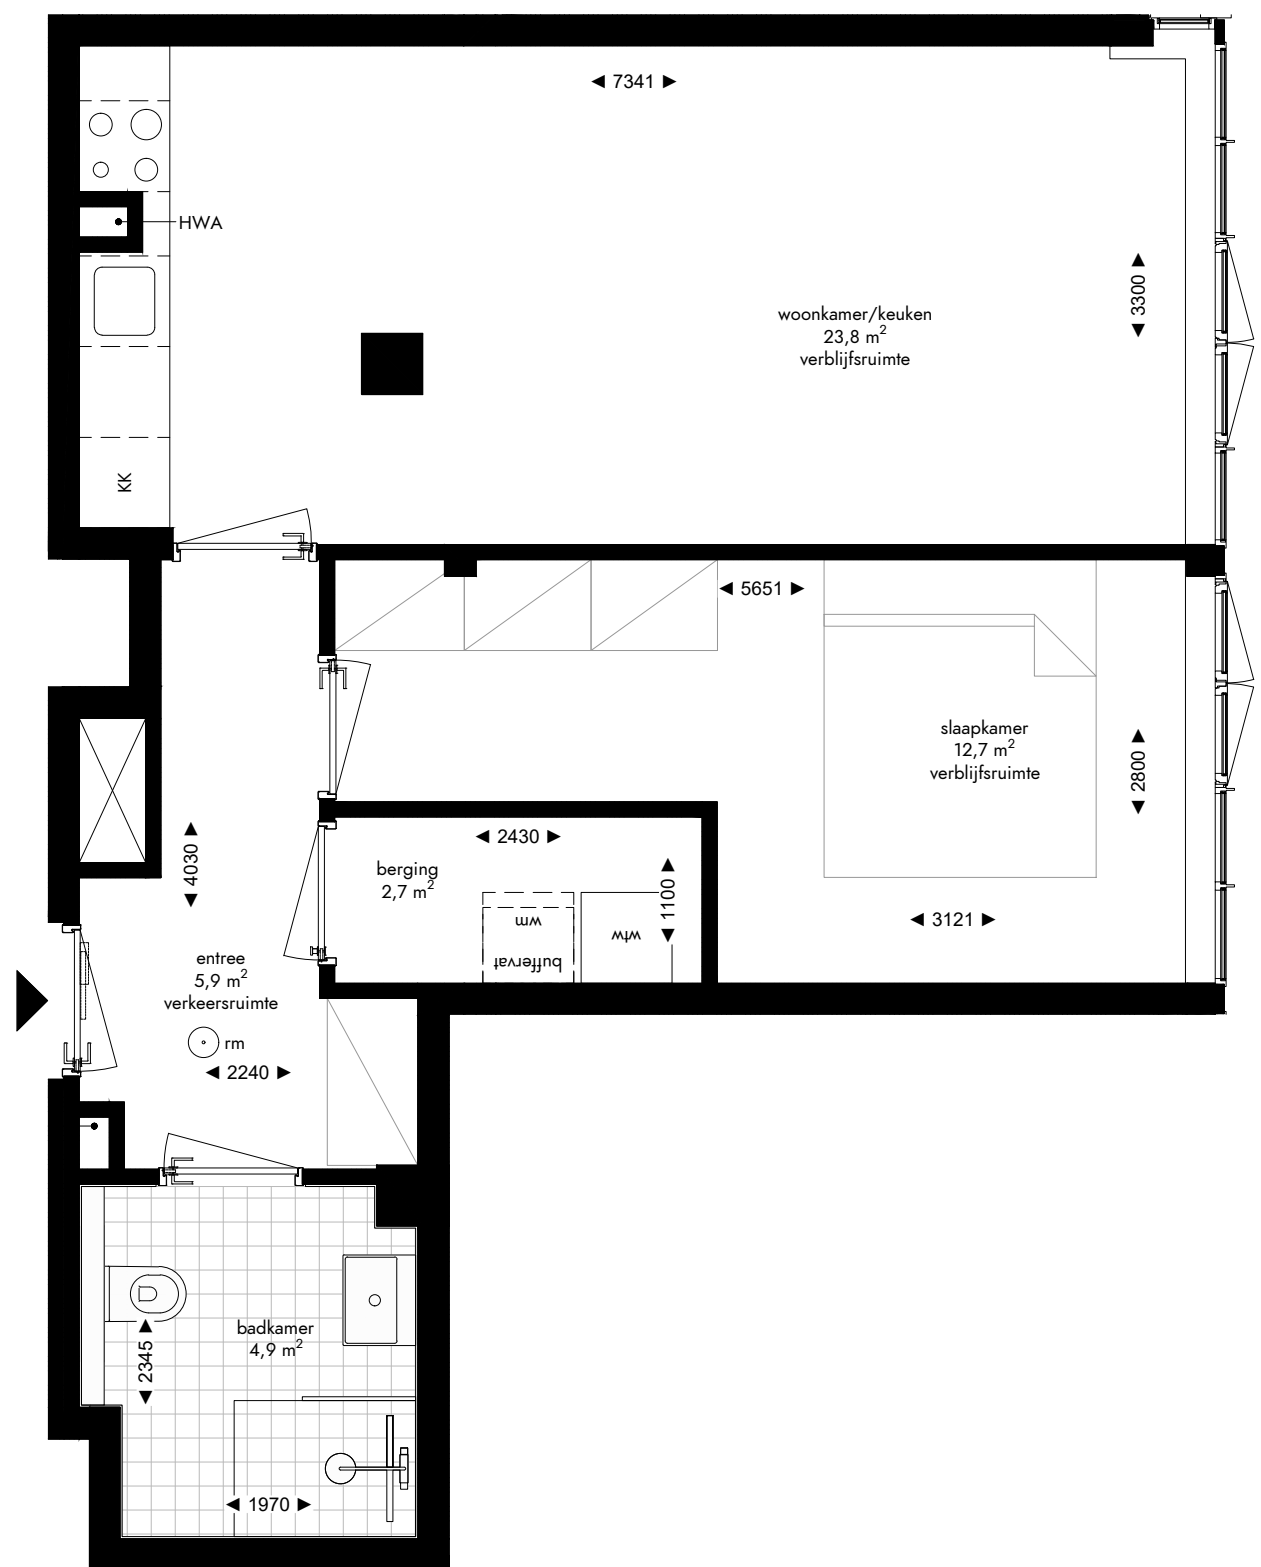 ◄ 7341 ►
HWA
woonkamer/keuken
23,8 m²
verblijfsruimte
◄ 3300 ►
KK
◄ 5651 ►
slaapkamer
12,7 m²
verblijfsruimte
◄ 2800 ►
◄ 2430 ►
berging
2,7 m²
◄ 1100 ►
wm
buffervat
wtw
◄ 3121 ►
◄ 4030 ►
entree
5,9 m²
verkeersruimte
rm
◄ 2240 ►
badkamer
4,9 m²
◄ 2345 ►
◄ 1970 ►